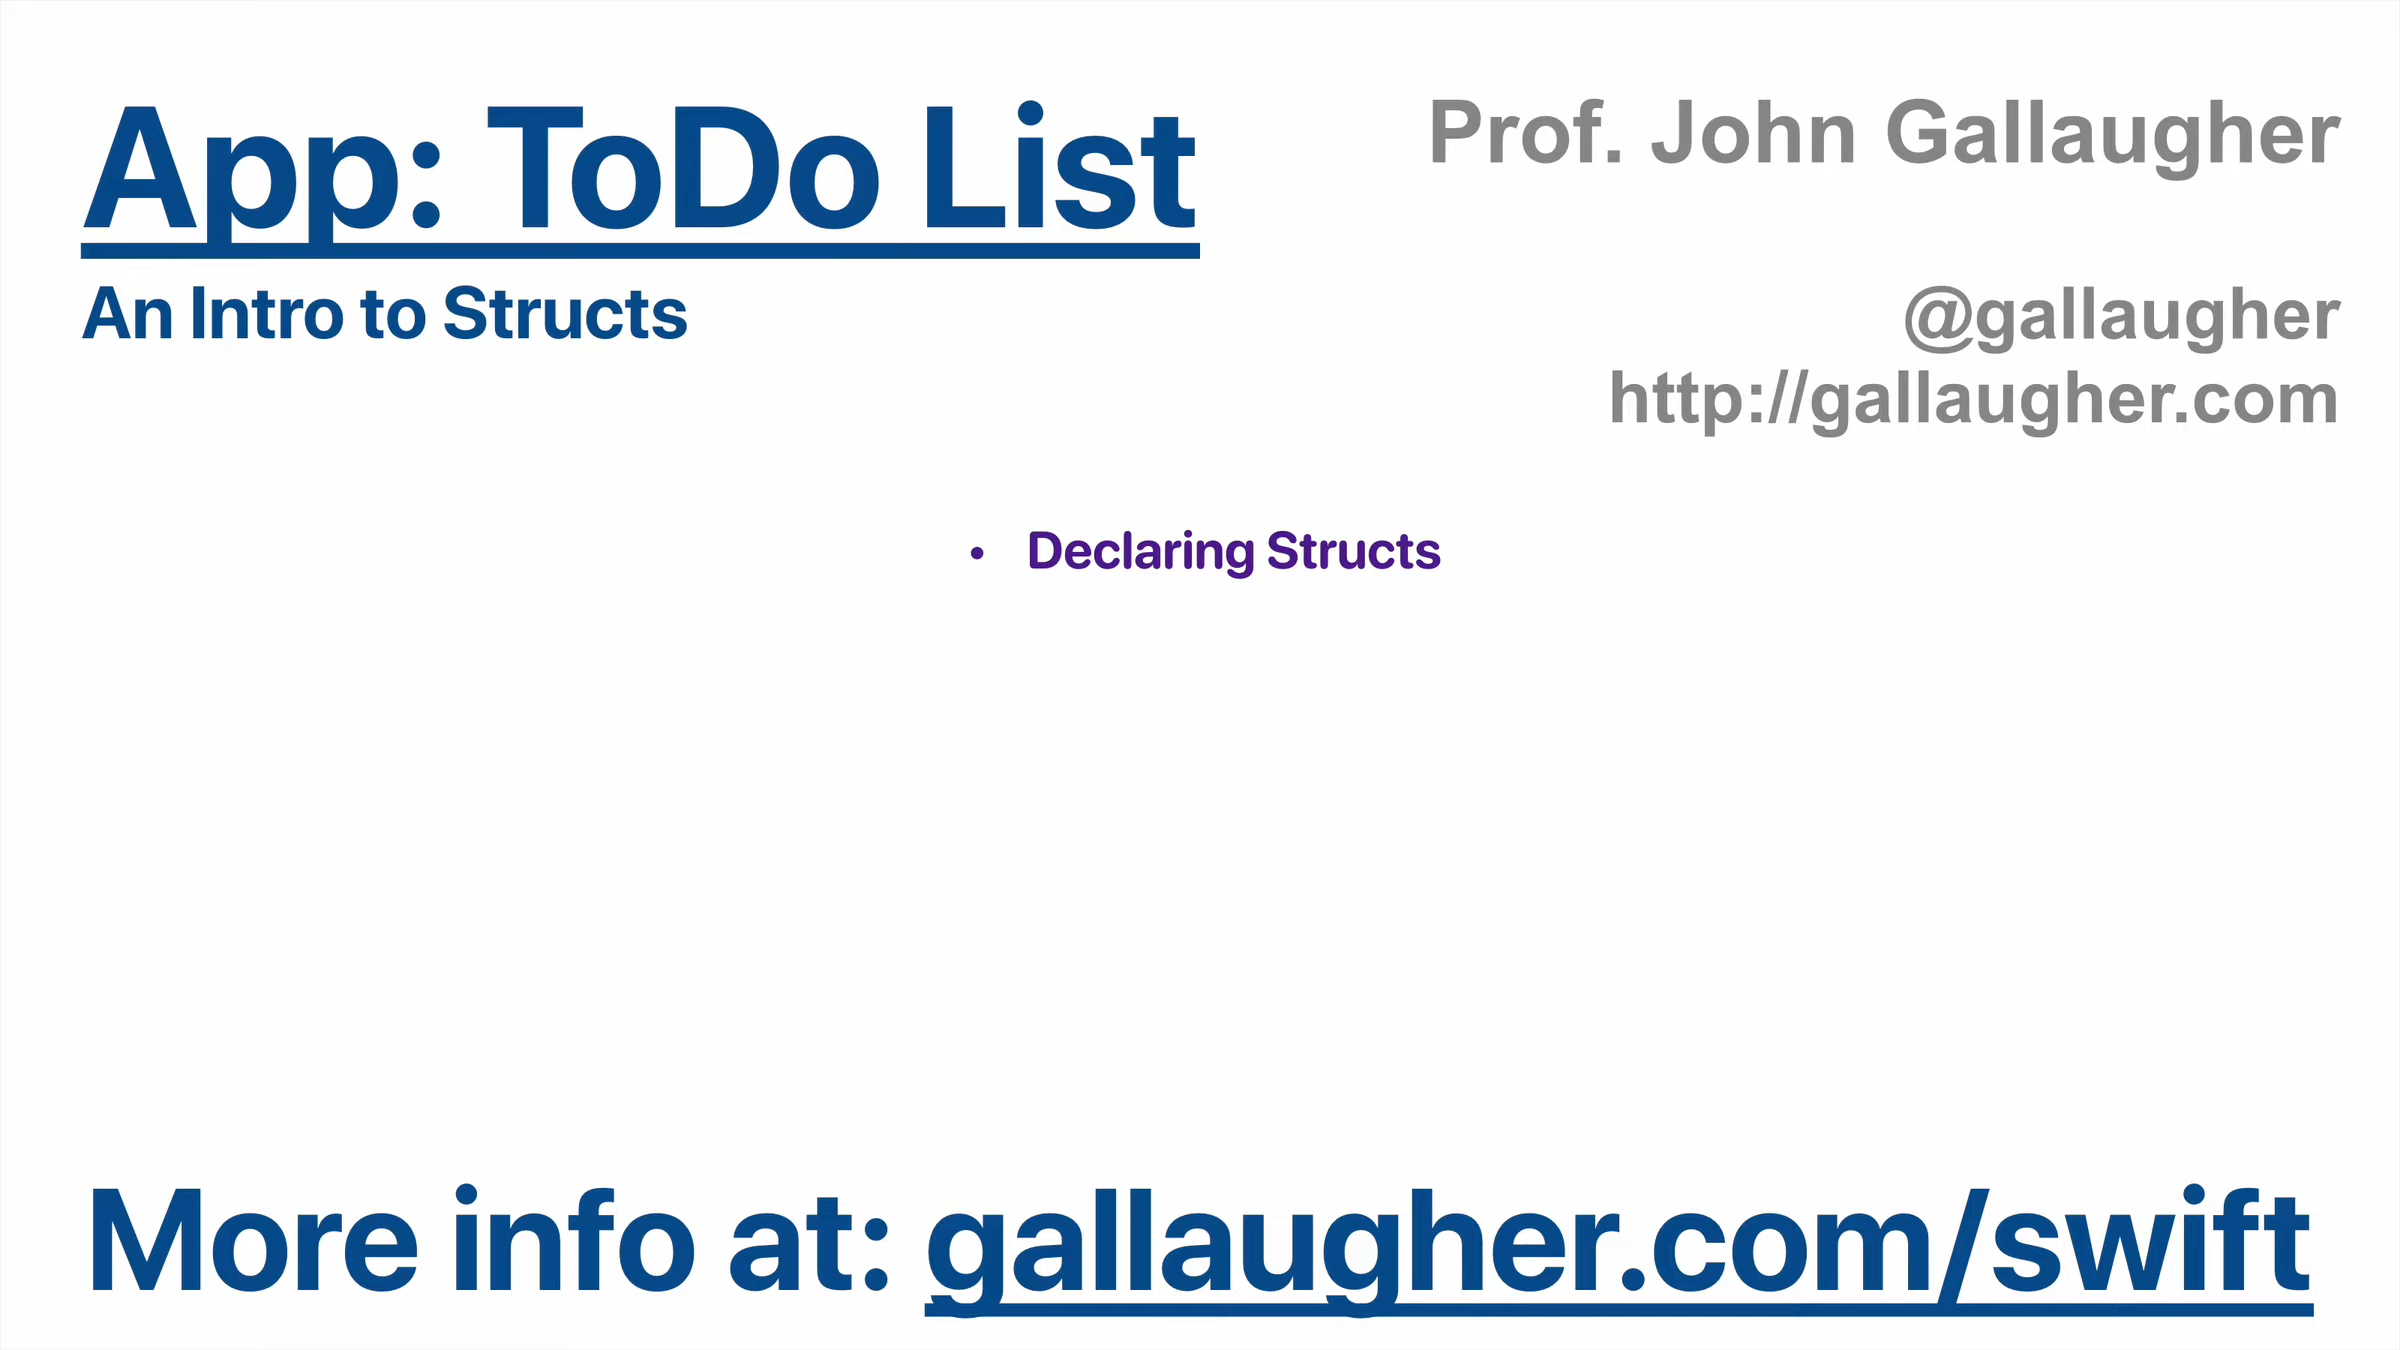 App: ToDo List
An Intro to Structs
Prof. John Gallaugher
@gallaugher
http://gallaugher.com
• Declaring Structs
More info at: gallaugher.com/swift